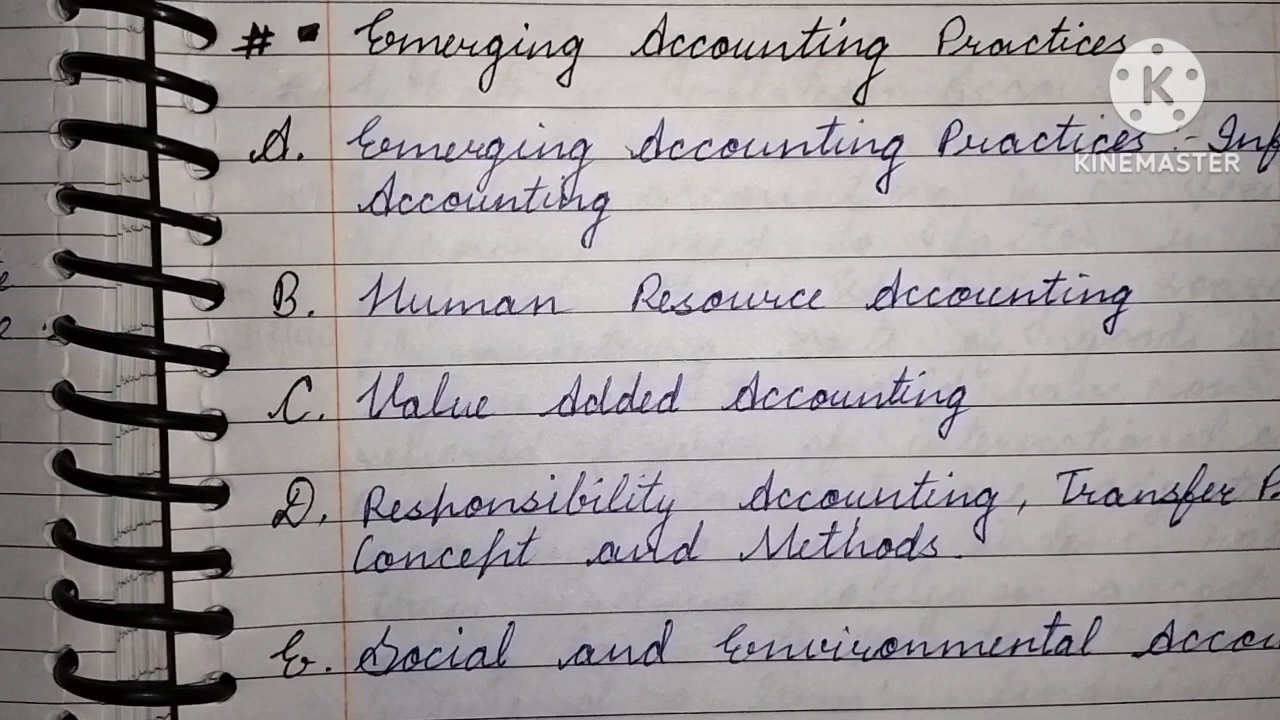 # - Emerging Accounting Practices
A. Emerging Accounting Practices :- Inf
Accounting
B. Human Resource Accounting
C. Value Added Accounting
D. Responsibility Accounting, Transfer P
Concept and Methods.
E. Social and Environmental Accou
KINEMASTER